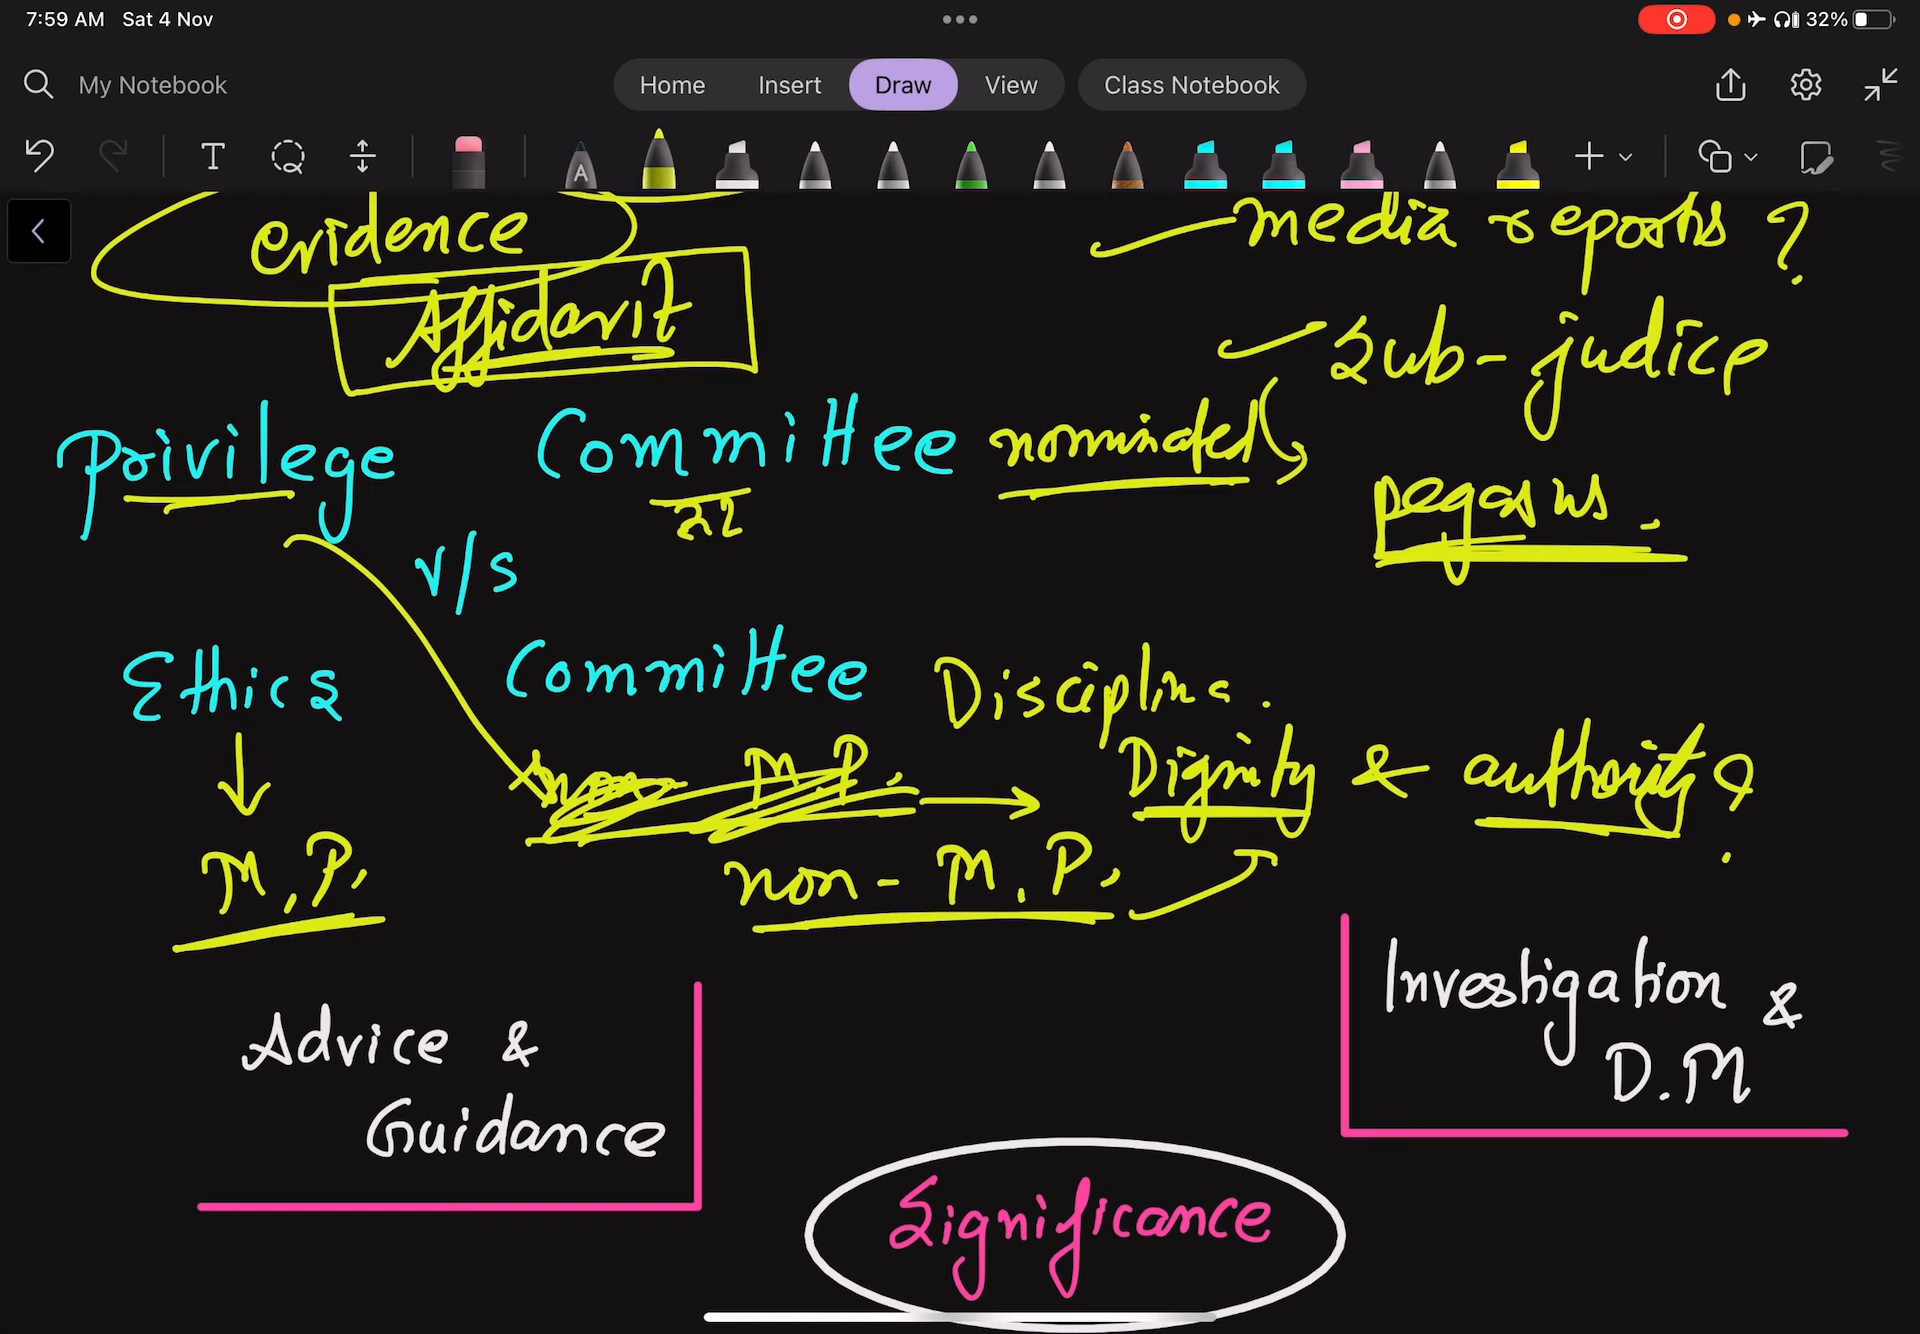 7:59 AM Sat 4 Nov
32%
My Notebook
Home Insert Draw View Class Notebook
T
A
evidence
media reports ?
Affidavit
sub-judice
Privilege Committee nominated
pegasus.
v/s
Ethics Committee Discipline.
M.P. Dignity & authority ?
M.P. non-M.P.
Investigation &
D.M
Advice &
Guidance
Significance